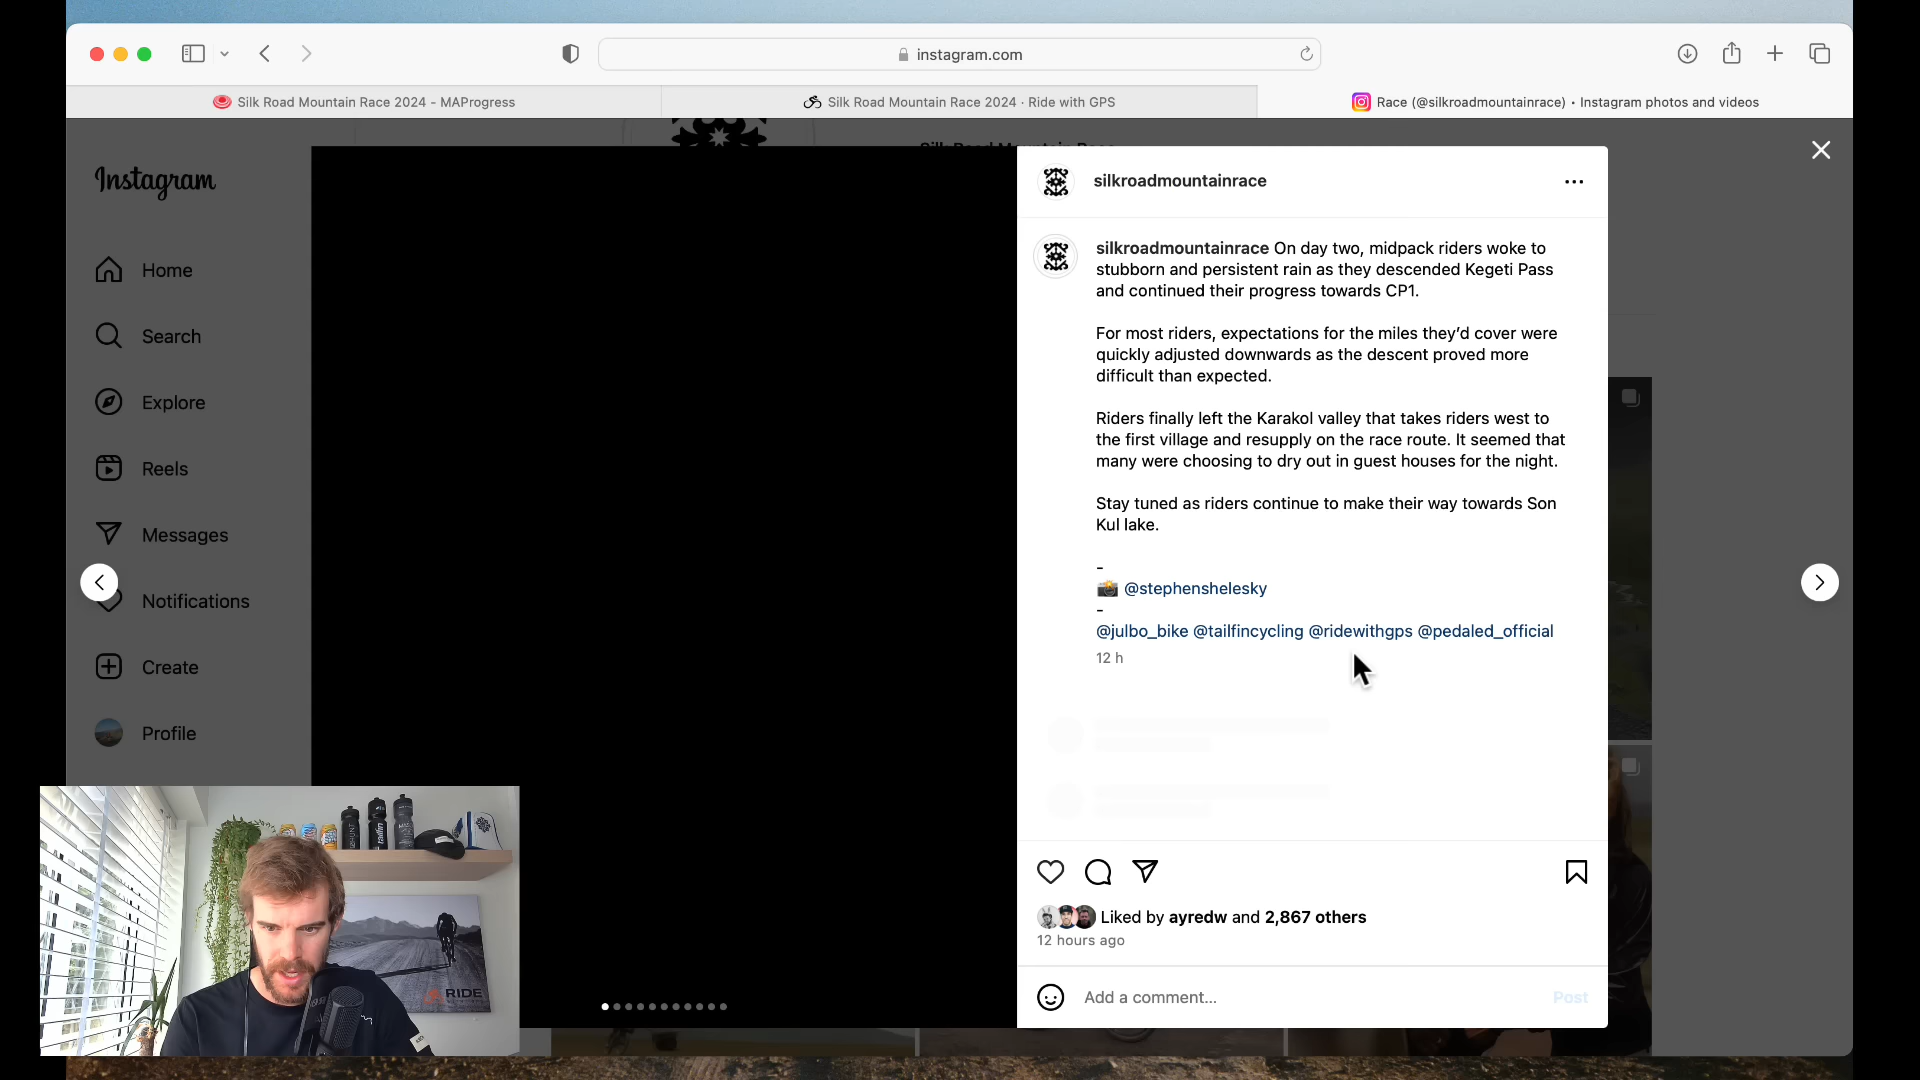 instagram.com
Silk Road Mountain Race 2024 - MAProgress
Silk Road Mountain Race 2024 · Ride with GPS
Race (@silkroadmountainrace) • Instagram photos and videos
Instagram
Home
Search
Explore
Reels
Messages
Notifications
Create
Profile
silkroadmountainrace
silkroadmountainrace On day two, midpack riders woke to
stubborn and persistent rain as they descended Kegeti Pass
and continued their progress towards CP1.
For most riders, expectations for the miles they’d cover were
quickly adjusted downwards as the descent proved more
difficult than expected.
Riders finally left the Karakol valley that takes riders west to
the first village and resupply on the race route. It seemed that
many were choosing to dry out in guest houses for the night.
Stay tuned as riders continue to make their way towards Son
Kul lake.
-
📸 @stephenshelesky
-
@julbo_bike @tailfincycling @ridewithgps @pedaled_official
12 h
Liked by ayredw and 2,867 others
12 hours ago
Add a comment...
Post
RIDE